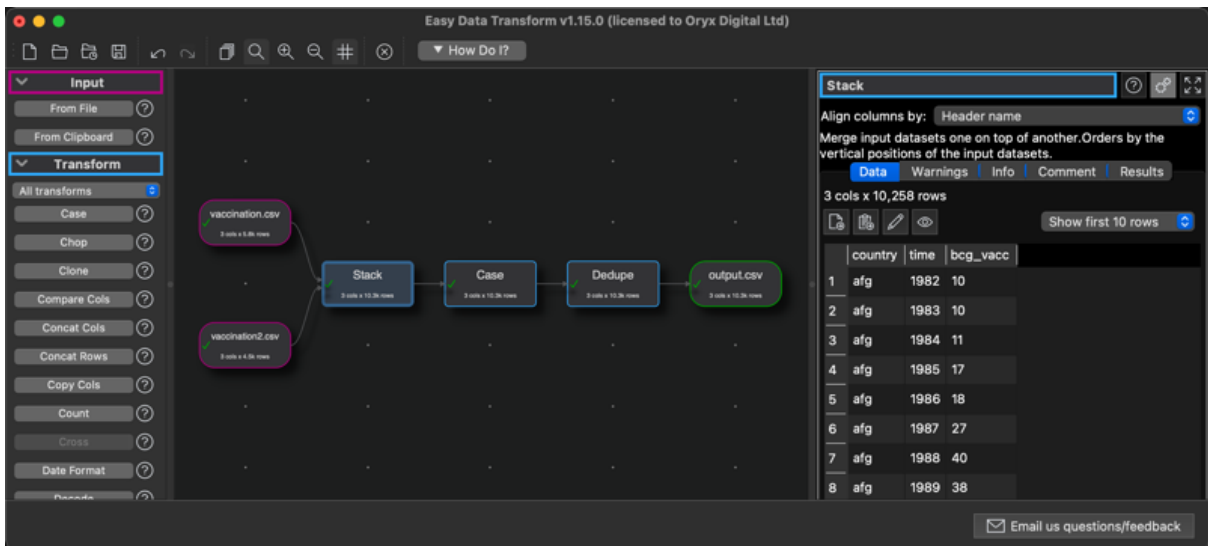 Easy Data Transform v1.15.0 (licensed to Oryx Digital Ltd)
▼ How Do I?
Input
From File
From Clipboard
Transform
All transforms
Case
Chop
Clone
Compare Cols
Concat Cols
Concat Rows
Copy Cols
Count
Cross
Date Format
Decode
vaccination.csv
3 cols x 5.8k rows
vaccination2.csv
3 cols x 4.5k rows
Stack
3 cols x 10.3k rows
Case
3 cols x 10.3k rows
Dedupe
3 cols x 10.3k rows
output.csv
3 cols x 10.3k rows
Stack
Align columns by: Header name
Merge input datasets one on top of another.Orders by the
vertical positions of the input datasets.
Data Warnings Info Comment Results
3 cols x 10,258 rows
Show first 10 rows
country time bcg_vacc
1 afg 1982 10
2 afg 1983 10
3 afg 1984 11
4 afg 1985 17
5 afg 1986 18
6 afg 1987 27
7 afg 1988 40
8 afg 1989 38
Email us questions/feedback